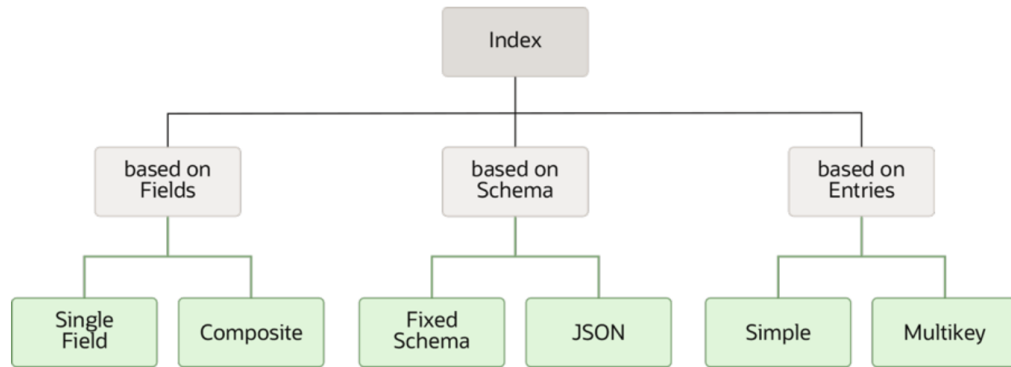 Index
based on
Fields
based on
Schema
based on
Entries
Single
Field
Composite
Fixed
Schema
JSON
Simple
Multikey